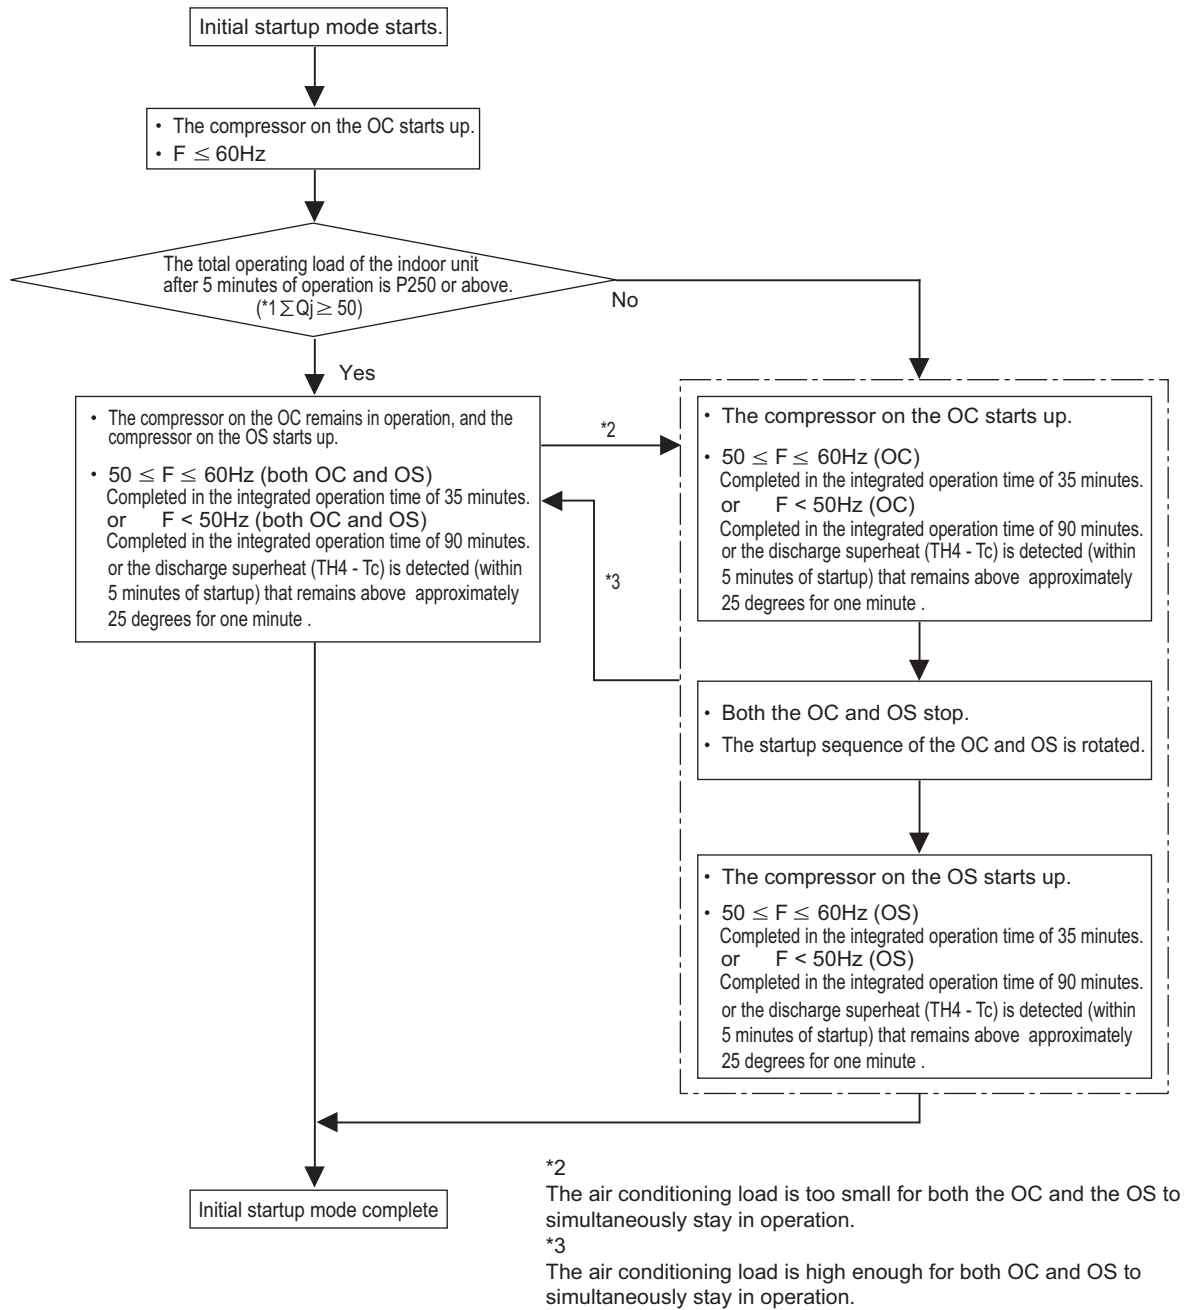 Initial startup mode starts.
• The compressor on the OC starts up.
• F ≤ 60Hz
The total operating load of the indoor unit
after 5 minutes of operation is P250 or above.
(*1∑Qj ≥ 50)
No
Yes
• The compressor on the OC remains in operation, and the
compressor on the OS starts up.
• 50 ≤ F ≤ 60Hz (both OC and OS)
Completed in the integrated operation time of 35 minutes.
or F < 50Hz (both OC and OS)
Completed in the integrated operation time of 90 minutes.
or the discharge superheat (TH4 - Tc) is detected (within
5 minutes of startup) that remains above approximately
25 degrees for one minute .
*2
*3
• The compressor on the OC starts up.
• 50 ≤ F ≤ 60Hz (OC)
Completed in the integrated operation time of 35 minutes.
or F < 50Hz (OC)
Completed in the integrated operation time of 90 minutes.
or the discharge superheat (TH4 - Tc) is detected (within
5 minutes of startup) that remains above approximately
25 degrees for one minute .
• Both the OC and OS stop.
• The startup sequence of the OC and OS is rotated.
• The compressor on the OS starts up.
• 50 ≤ F ≤ 60Hz (OS)
Completed in the integrated operation time of 35 minutes.
or F < 50Hz (OS)
Completed in the integrated operation time of 90 minutes.
or the discharge superheat (TH4 - Tc) is detected (within
5 minutes of startup) that remains above approximately
25 degrees for one minute .
Initial startup mode complete
*2
The air conditioning load is too small for both the OC and the OS to
simultaneously stay in operation.
*3
The air conditioning load is high enough for both OC and OS to
simultaneously stay in operation.